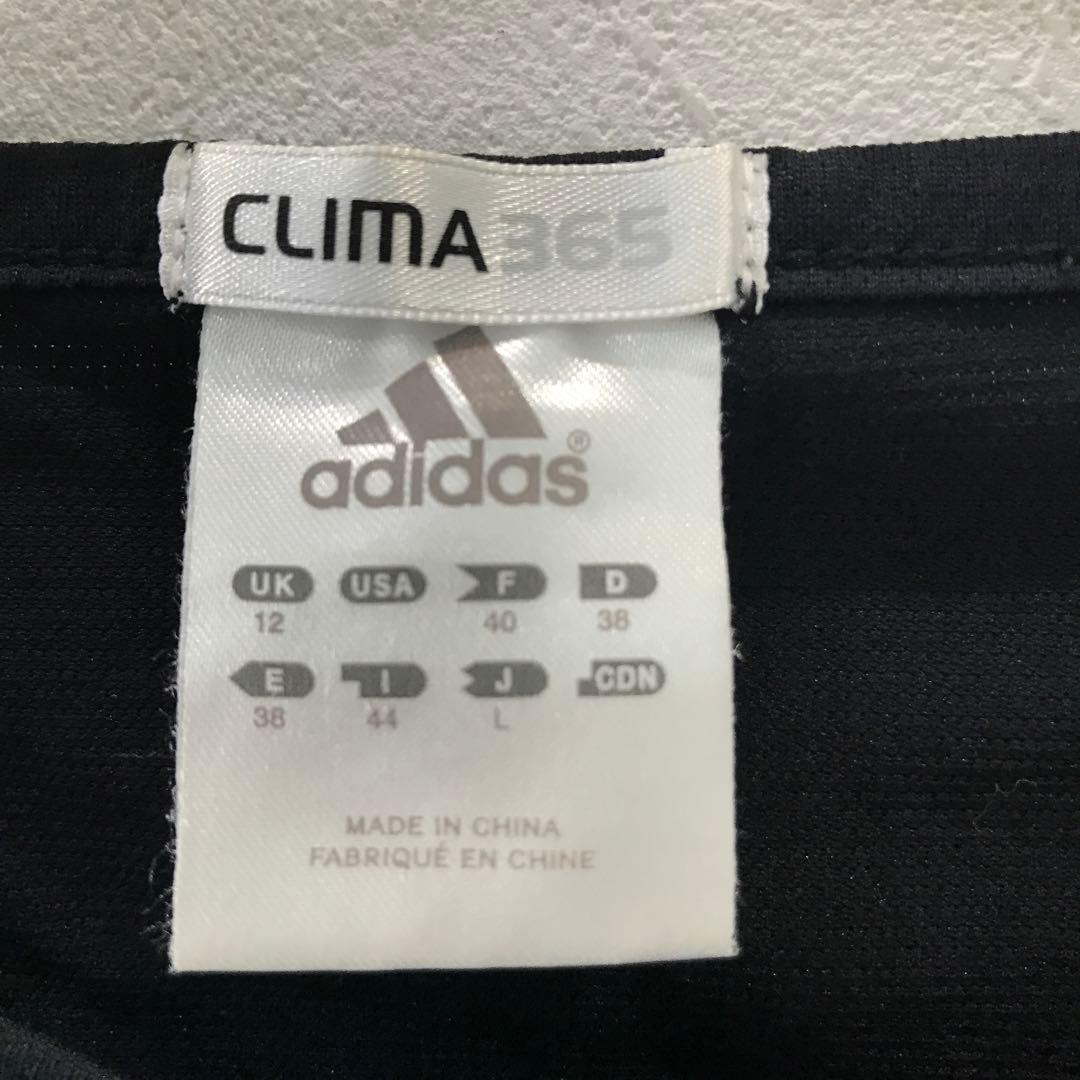 CLIMA365
adidas®
UK USA F D
12 40 38
E I J CDN
38 44 L
MADE IN CHINA
FABRIQUÉ EN CHINE